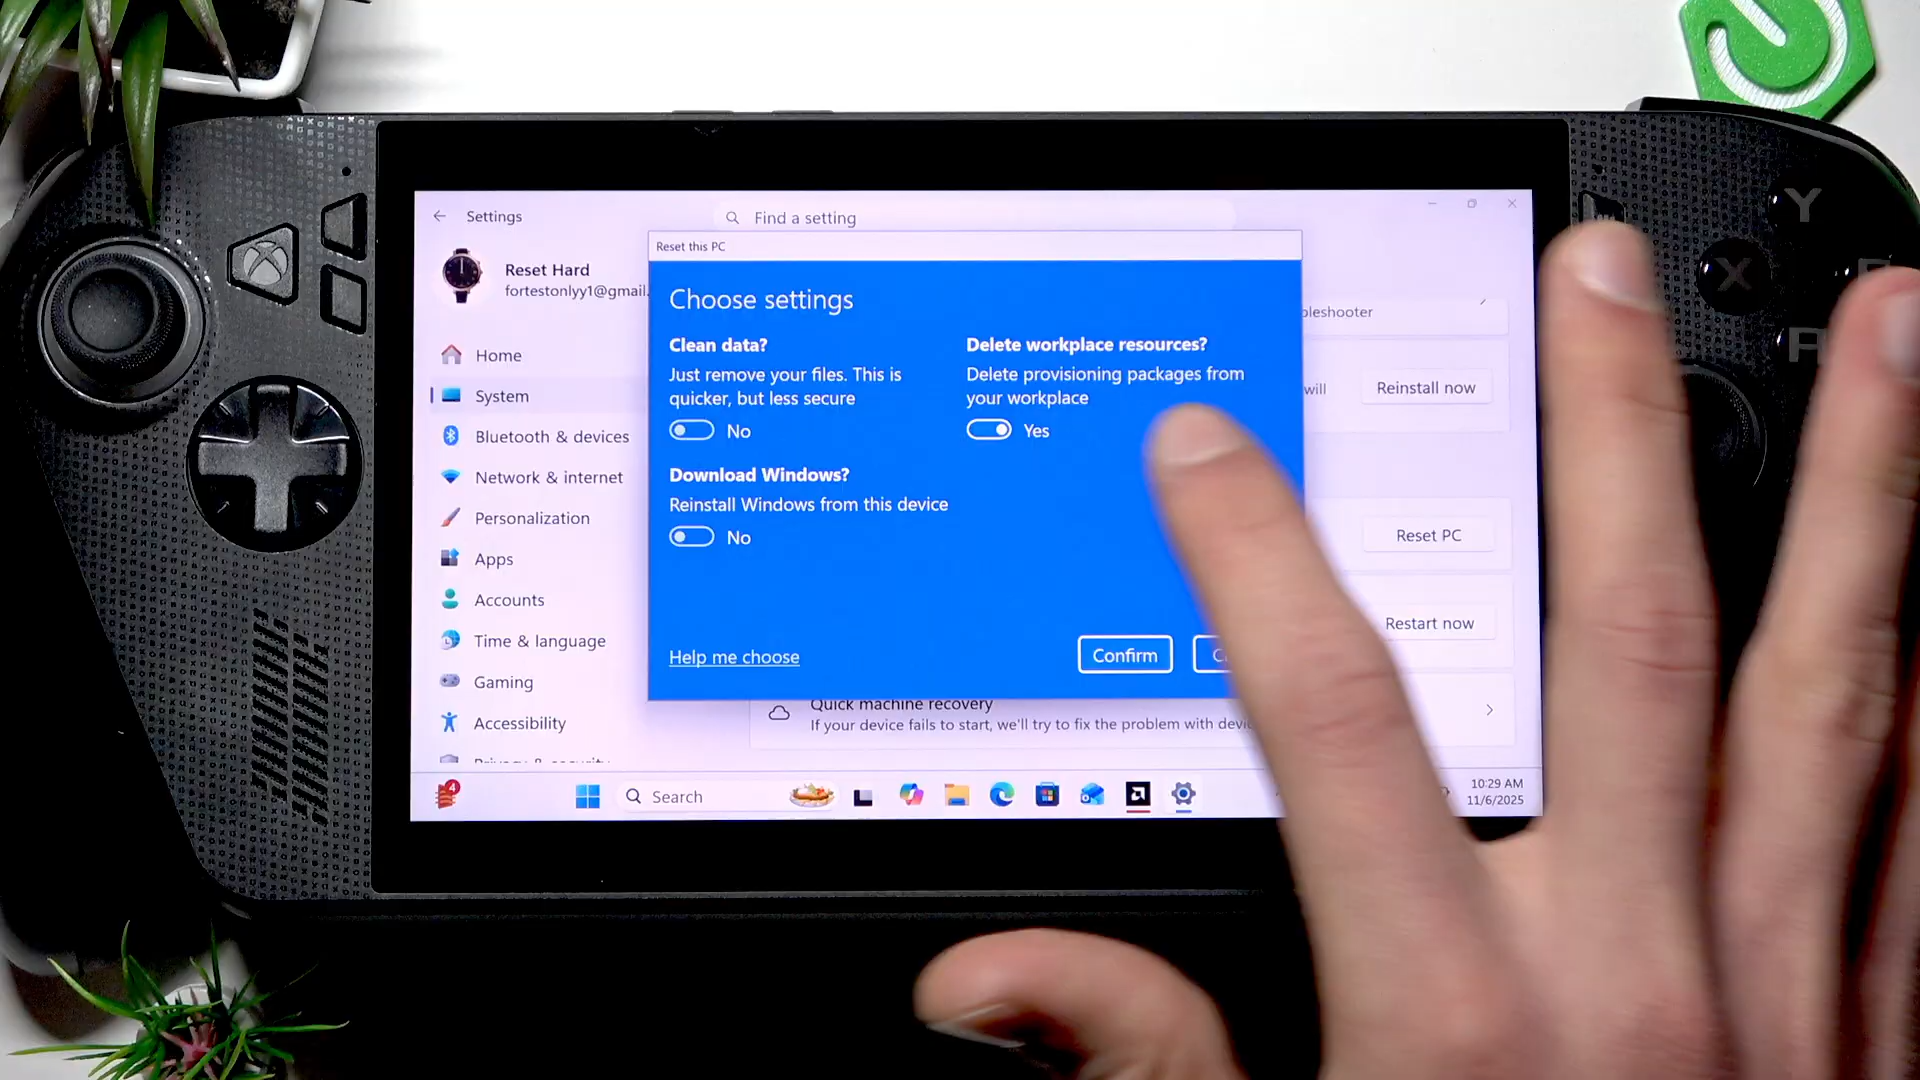 Settings
Find a setting
Reset this PC
Reset Hard
fortestonlyy1@gmail.
Choose settings
Clean data?
Just remove your files. This is
quicker, but less secure
No
Delete workplace resources?
Delete provisioning packages from
your workplace
Yes
Download Windows?
Reinstall Windows from this device
No
Help me choose
Confirm
Home
System
Bluetooth & devices
Network & internet
Personalization
Apps
Accounts
Time & language
Gaming
Accessibility
Privacy & security
bleshooter
will
Reinstall now
Reset PC
Restart now
Quick machine recovery
If your device fails to start, we'll try to fix the problem with
4
Search
10:29 AM
11/6/2025
Y
X